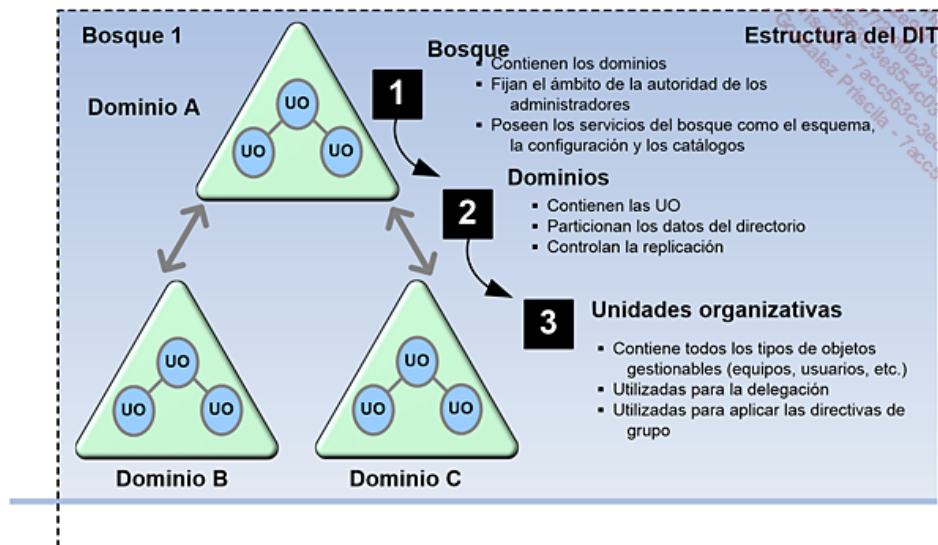 Bosque 1
Estructura del DIT
Dominio A
UO
UO
UO
1
Bosque
▪ Contienen los dominios
▪ Fijan el ámbito de la autoridad de los
administradores
▪ Poseen los servicios del bosque como el esquema,
la configuración y los catálogos
2
Dominios
▪ Contienen las UO
▪ Particionan los datos del directorio
▪ Controlan la replicación
3
Unidades organizativas
▪ Contiene todos los tipos de objetos
gestionables (equipos, usuarios, etc.)
▪ Utilizadas para la delegación
▪ Utilizadas para aplicar las directivas de
grupo
UO
UO
UO
Dominio B
UO
UO
UO
Dominio C